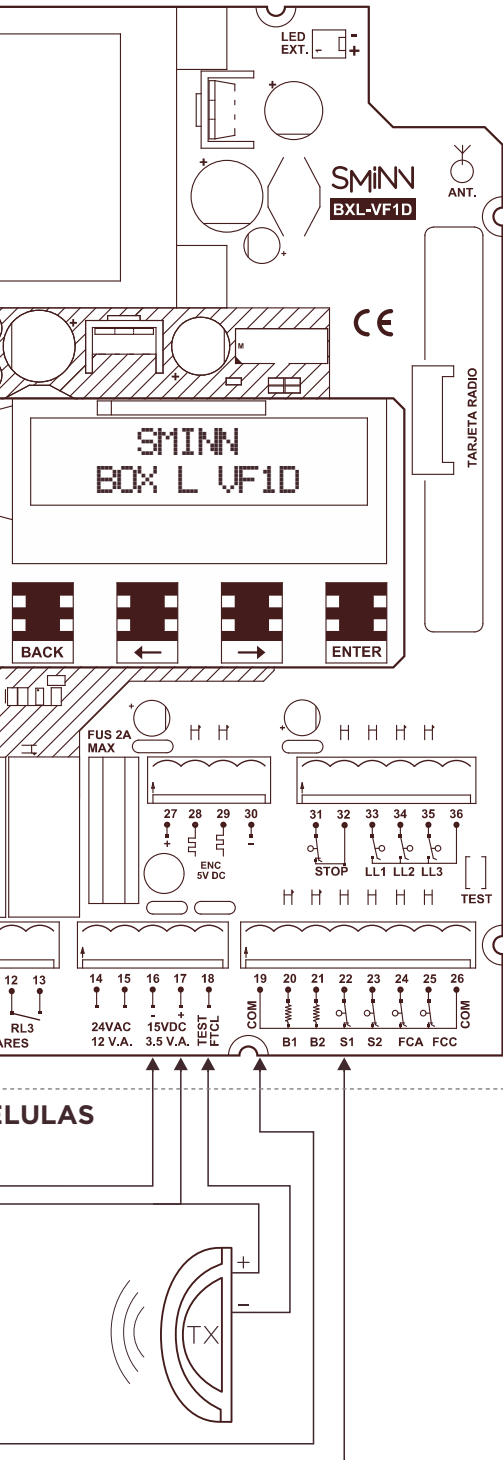 LED
EXT.
-
+
SMiNN
BXL-VF1D
ANT.
CE
M
TARJETA RADIO
SMINN
BOX L VF1D
BACK
←
→
ENTER
FUS 2A
MAX
27 28 29 30
+ -
ENC
5V DC
31 32 33 34 35 36
STOP LL1 LL2 LL3
TEST
12 13 14 15 16 17 18 19 20 21 22 23 24 25 26
- +
RL3
ARES
24VAC
12 V.A.
15VDC
3.5 V.A.
TEST
FTCL
COM
B1 B2 S1 S2 FCA FCC
COM
ELULAS
+
-
TX